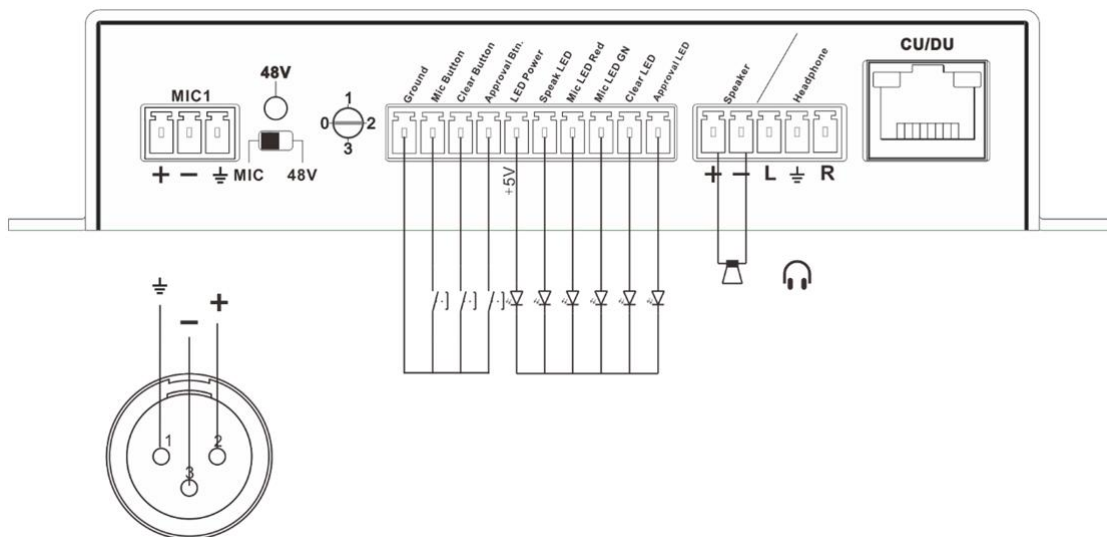 CU/DU
48V
MIC1
1
0
2
3
Ground
Mic Button
Clear Button
Approval Btn.
LED Power
Speak LED
Mic LED Red
Mic LED GN
Clear LED
Approval LED
Speaker
Headphone
+ −
MIC
48V
+5V
+ − L R
− +
1
2
3